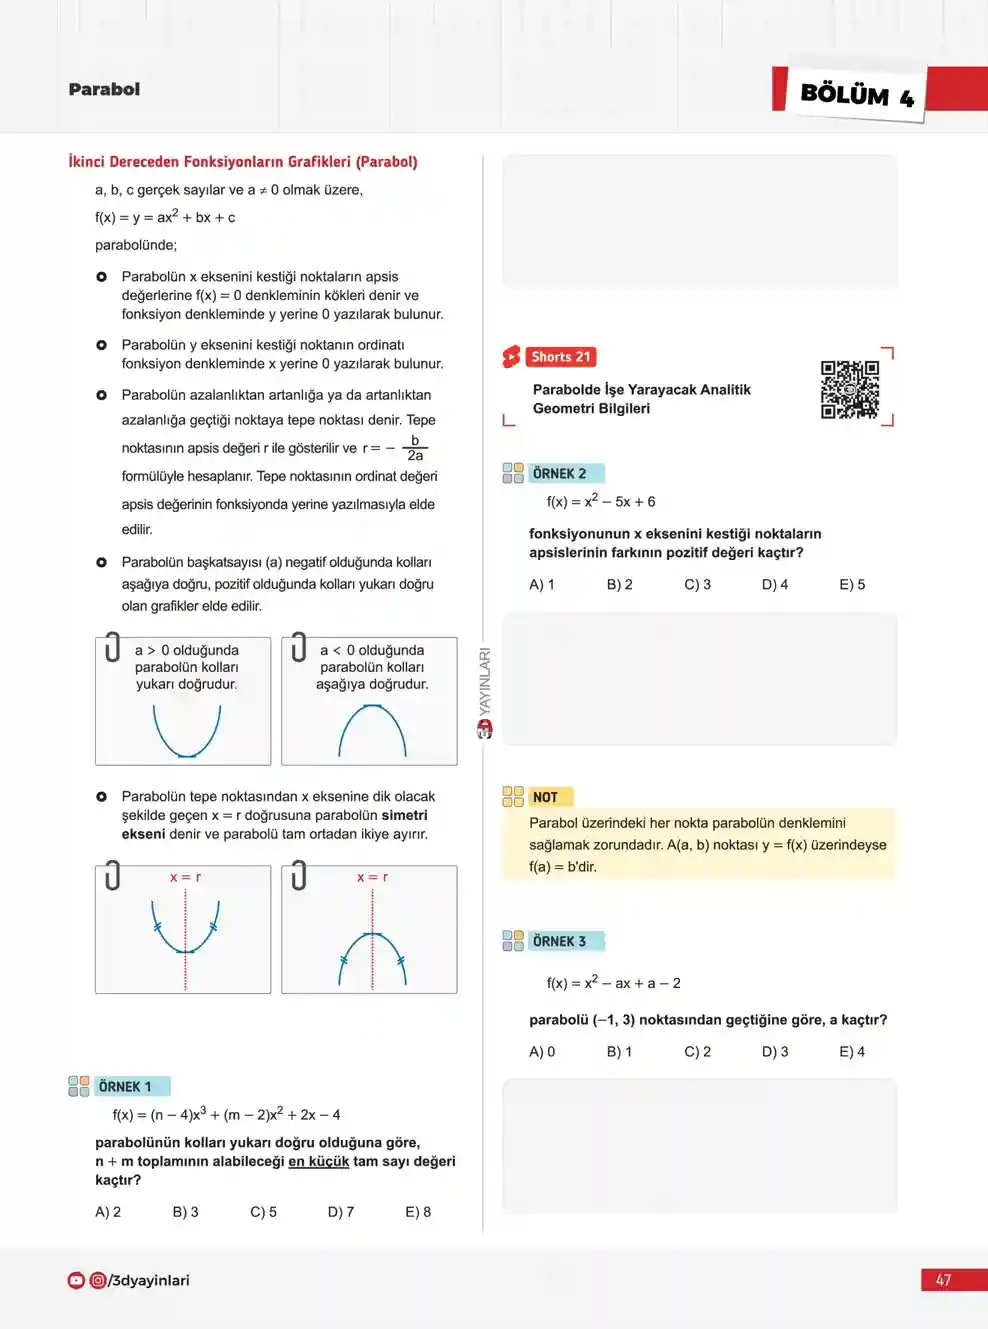 Parabol
BÖLÜM 4
İkinci Dereceden Fonksiyonların Grafikleri (Parabol)
a, b, c gerçek sayılar ve a ≠ 0 olmak üzere,
f(x) = y = ax² + bx + c
parabolünde;
Parabolün x eksenini kestiği noktaların apsis
değerlerine f(x) = 0 denkleminin kökleri denir ve
fonksiyon denkleminde y yerine 0 yazılarak bulunur.
Parabolün y eksenini kestiği noktanın ordinatı
fonksiyon denkleminde x yerine 0 yazılarak bulunur.
Parabolün azalanlıktan artanlığa ya da artanlıktan
azalanlığa geçtiği noktaya tepe noktası denir. Tepe
noktasının apsis değeri r ile gösterilir ve r = − b/2a
formülüyle hesaplanır. Tepe noktasının ordinat değeri
apsis değerinin fonksiyonda yerine yazılmasıyla elde
edilir.
Parabolün başkatsayısı (a) negatif olduğunda kolları
aşağıya doğru, pozitif olduğunda kolları yukarı doğru
olan grafikler elde edilir.
a > 0 olduğunda
parabolün kolları
yukarı doğrudur.
a < 0 olduğunda
parabolün kolları
aşağıya doğrudur.
Parabolün tepe noktasından x eksenine dik olacak
şekilde geçen x = r doğrusuna parabolün simetri
ekseni denir ve parabolü tam ortadan ikiye ayırır.
x = r
x = r
ÖRNEK 1
f(x) = (n − 4)x³ + (m − 2)x² + 2x − 4
parabolünün kolları yukarı doğru olduğuna göre,
n + m toplamının alabileceği en küçük tam sayı değeri
kaçtır?
A) 2 B) 3 C) 5 D) 7 E) 8
3D YAYINLARI
Shorts 21
Parabolde İşe Yarayacak Analitik
Geometri Bilgileri
ÖRNEK 2
f(x) = x² − 5x + 6
fonksiyonunun x eksenini kestiği noktaların
apsislerinin farkının pozitif değeri kaçtır?
A) 1 B) 2 C) 3 D) 4 E) 5
NOT
Parabol üzerindeki her nokta parabolün denklemini
sağlamak zorundadır. A(a, b) noktası y = f(x) üzerindeyse
f(a) = b'dir.
ÖRNEK 3
f(x) = x² − ax + a − 2
parabolü (−1, 3) noktasından geçtiğine göre, a kaçtır?
A) 0 B) 1 C) 2 D) 3 E) 4
/3dyayinlari
47